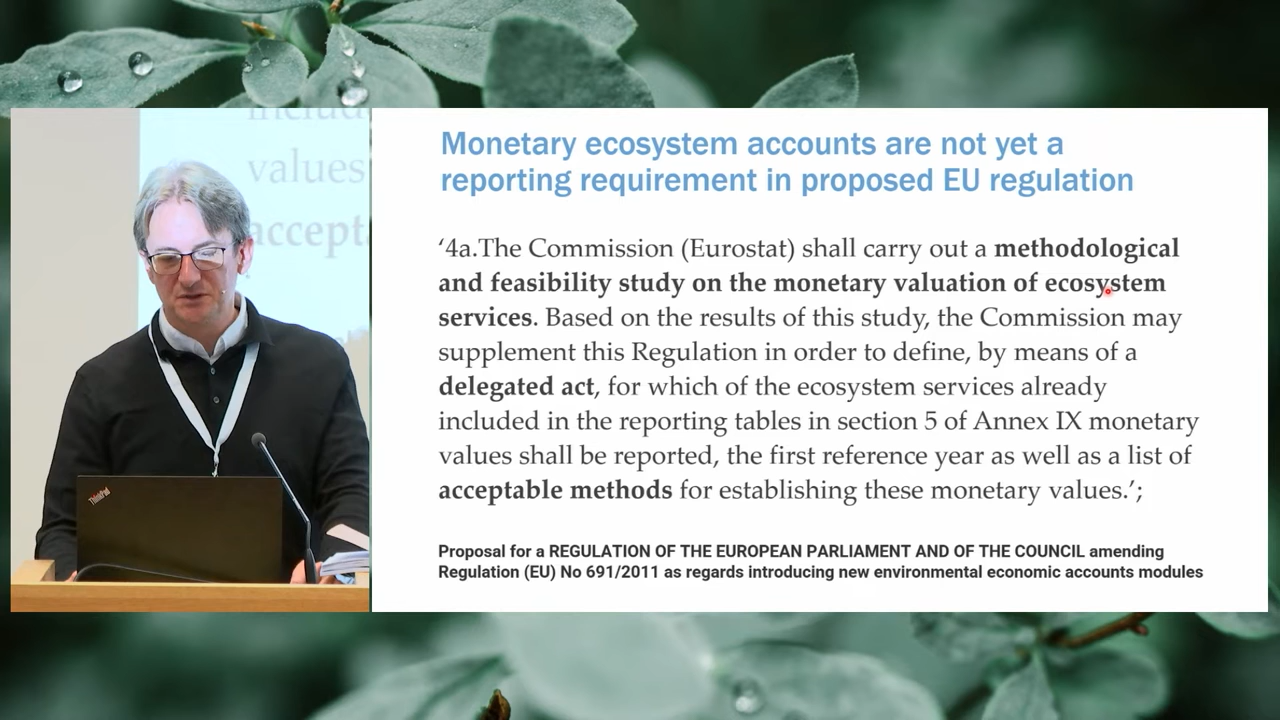 Monetary ecosystem accounts are not yet a
reporting requirement in proposed EU regulation
‘4a.The Commission (Eurostat) shall carry out a methodological
and feasibility study on the monetary valuation of ecosystem
services. Based on the results of this study, the Commission may
supplement this Regulation in order to define, by means of a
delegated act, for which of the ecosystem services already
included in the reporting tables in section 5 of Annex IX monetary
values shall be reported, the first reference year as well as a list of
acceptable methods for establishing these monetary values.’;
Proposal for a REGULATION OF THE EUROPEAN PARLIAMENT AND OF THE COUNCIL amending
Regulation (EU) No 691/2011 as regards introducing new environmental economic accounts modules
values
ThinkPad